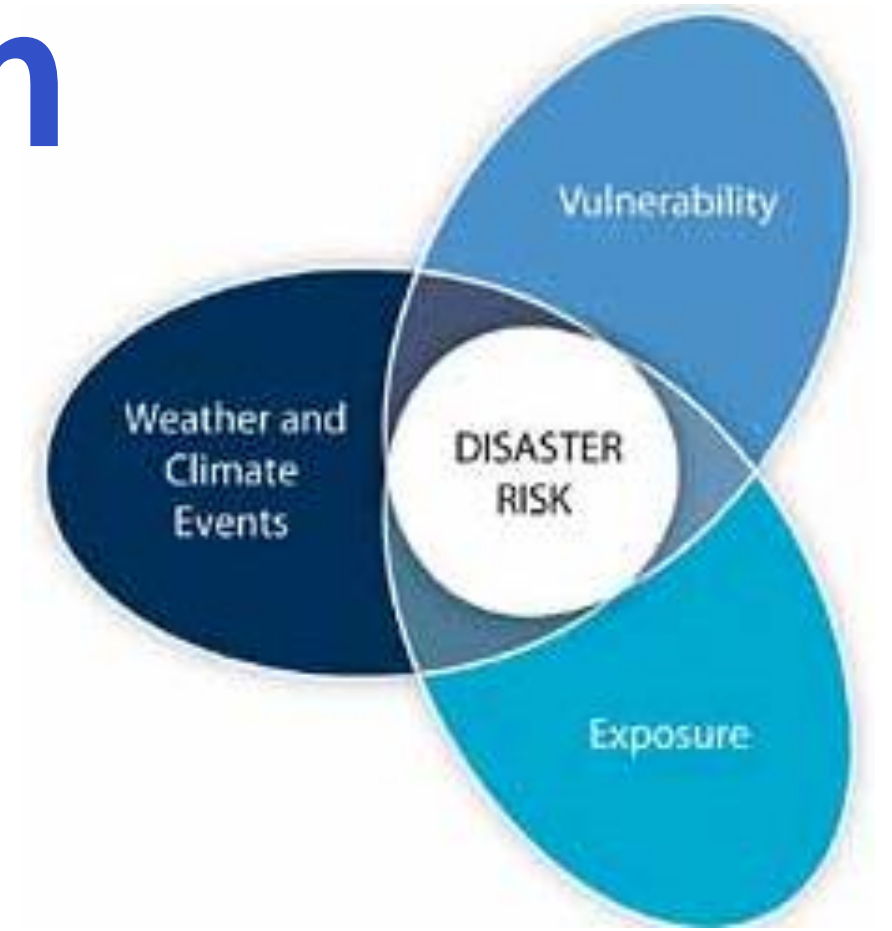 n
Vulnerability
Weather and
Climate
Events
DISASTER
RISK
Exposure